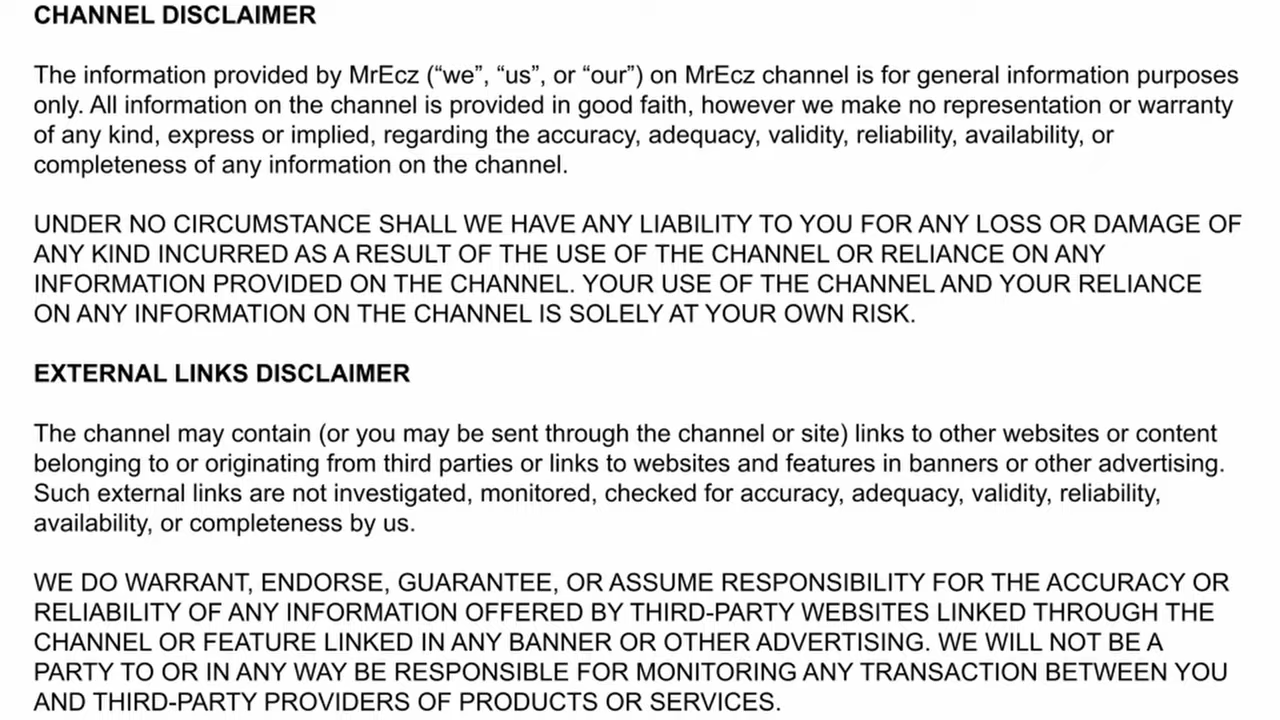 CHANNEL DISCLAIMER
The information provided by MrEcz (“we”, “us”, or “our”) on MrEcz channel is for general information purposes
only. All information on the channel is provided in good faith, however we make no representation or warranty
of any kind, express or implied, regarding the accuracy, adequacy, validity, reliability, availability, or
completeness of any information on the channel.
UNDER NO CIRCUMSTANCE SHALL WE HAVE ANY LIABILITY TO YOU FOR ANY LOSS OR DAMAGE OF
ANY KIND INCURRED AS A RESULT OF THE USE OF THE CHANNEL OR RELIANCE ON ANY
INFORMATION PROVIDED ON THE CHANNEL. YOUR USE OF THE CHANNEL AND YOUR RELIANCE
ON ANY INFORMATION ON THE CHANNEL IS SOLELY AT YOUR OWN RISK.
EXTERNAL LINKS DISCLAIMER
The channel may contain (or you may be sent through the channel or site) links to other websites or content
belonging to or originating from third parties or links to websites and features in banners or other advertising.
Such external links are not investigated, monitored, checked for accuracy, adequacy, validity, reliability,
availability, or completeness by us.
WE DO WARRANT, ENDORSE, GUARANTEE, OR ASSUME RESPONSIBILITY FOR THE ACCURACY OR
RELIABILITY OF ANY INFORMATION OFFERED BY THIRD-PARTY WEBSITES LINKED THROUGH THE
CHANNEL OR FEATURE LINKED IN ANY BANNER OR OTHER ADVERTISING. WE WILL NOT BE A
PARTY TO OR IN ANY WAY BE RESPONSIBLE FOR MONITORING ANY TRANSACTION BETWEEN YOU
AND THIRD-PARTY PROVIDERS OF PRODUCTS OR SERVICES.